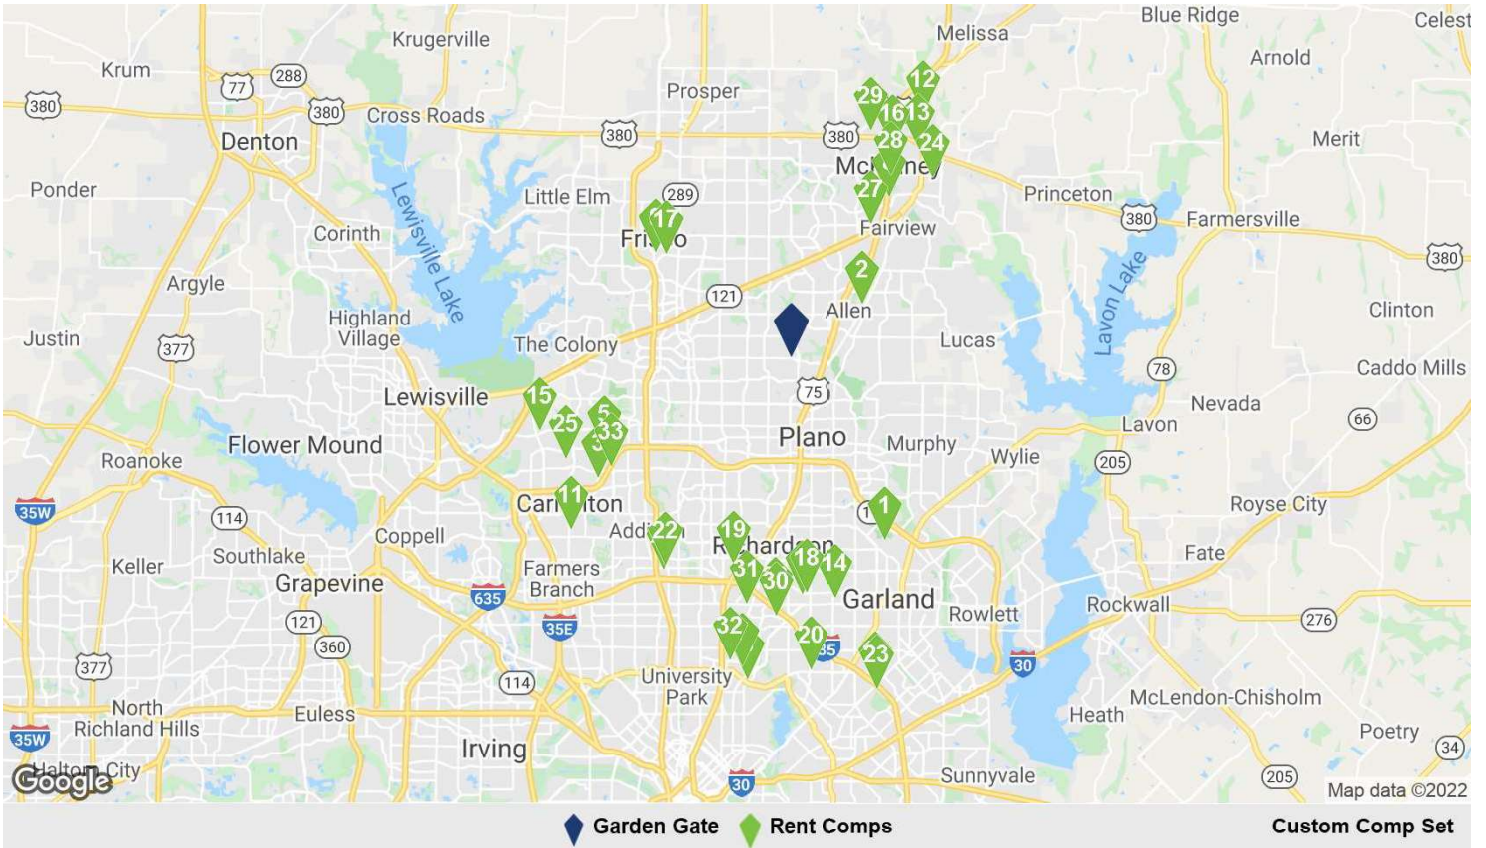 Blue Ridge
Celest
Krugerville
Melissa
Krum
288
77
Arnold
12
380
380
Cross Roads
Prosper
29
16
13
380
380
Denton
28
24
Merit
Ponder
Lewisville Lake
Little Elm
289
27
Princeton
380
Farmersville
Corinth
17
Fairview
380
Argyle
2
121
Allen
Lavon Lake
Clinton
Highland
Village
Justin
377
The Colony
Lucas
78
Caddo Mills
Lewisville
15
75
Nevada
5
25
33
3
66
Lavon
Flower Mound
Plano
Murphy
Roanoke
Wylie
205
11
1
35W
114
Royse City
Coppell
22
19
Southlake
18
14
Fate
Keller
Grapevine
Farmers
Branch
31
30
635
Garland
Rowlett
Rockwall
121
35E
32
20
276
360
377
23
30
114
University
Park
McLendon-Chisholm
North
Richland Hills
Euless
Heath
Poetry
35W
Irving
34
Google
30
Sunnyvale
205
Map data ©2022
Garden Gate
Rent Comps
Custom Comp Set